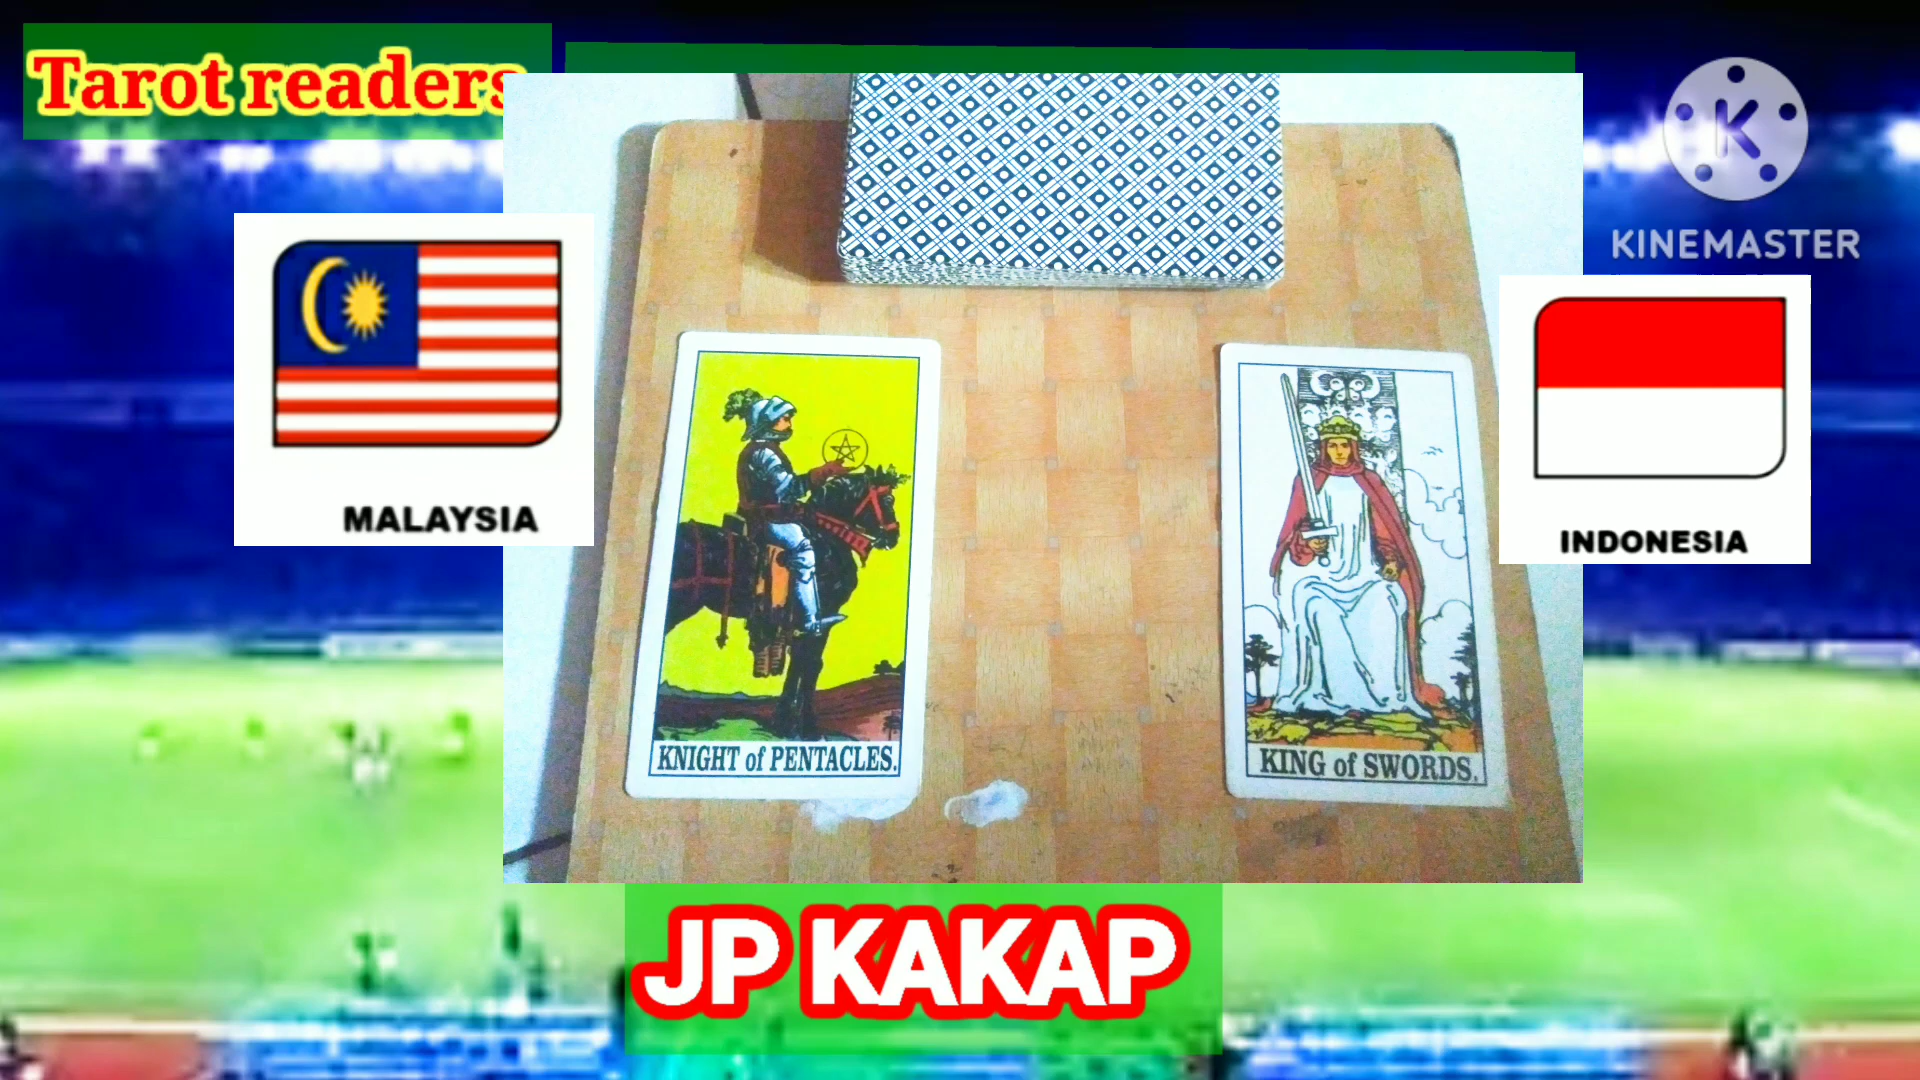 Tarot readers
K
KINEMASTER
MALAYSIA
INDONESIA
KNIGHT of PENTACLES.
KING of SWORDS.
JP KAKAP